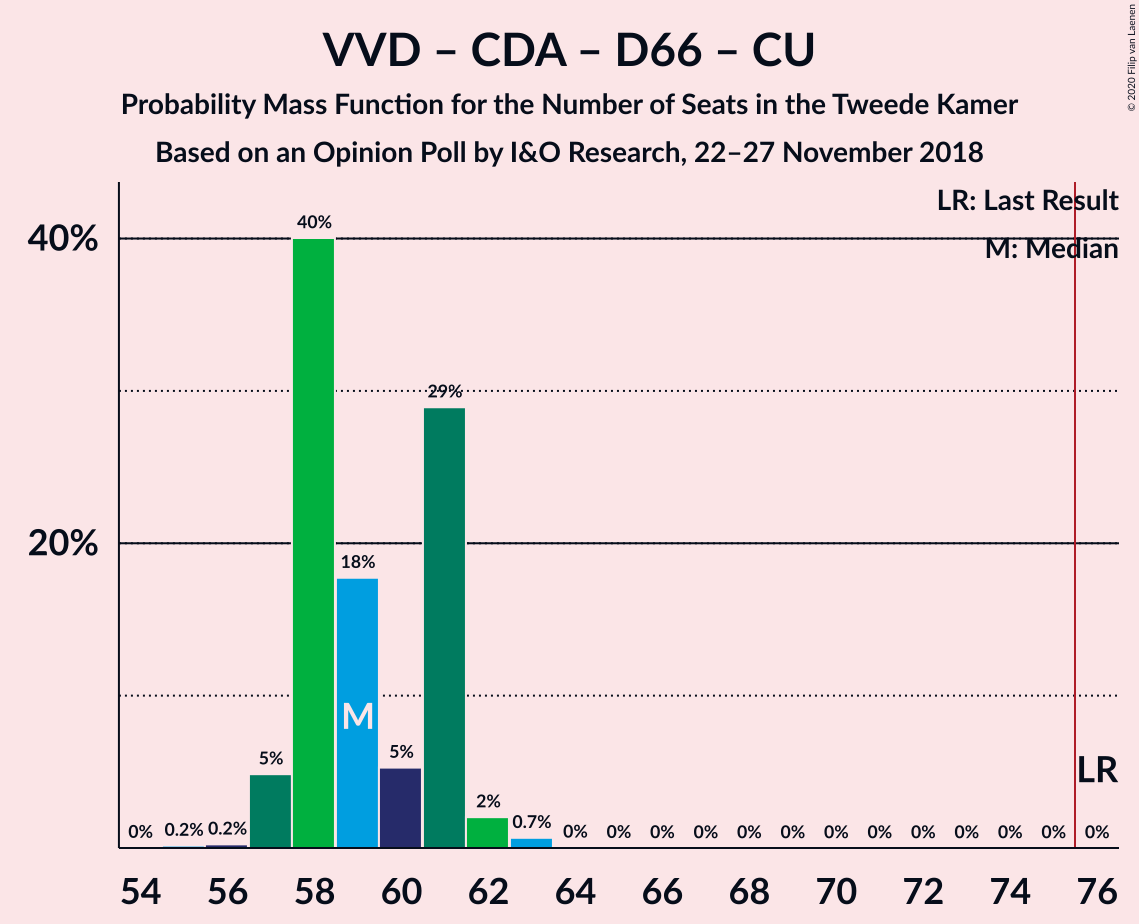 VVD – CDA – D66 – CU
Probability Mass Function for the Number of Seats in the Tweede Kamer
Based on an Opinion Poll by I&O Research, 22–27 November 2018
© 2020 Filip van Laenen
LR: Last Result
M: Median
40%
20%
0% 0.2% 0.2% 5% 40% 18% 5% 29% 2% 0.7% 0% 0% 0% 0% 0% 0% 0% 0% 0% 0% 0% 0% 0%
M
LR
54 56 58 60 62 64 66 68 70 72 74 76